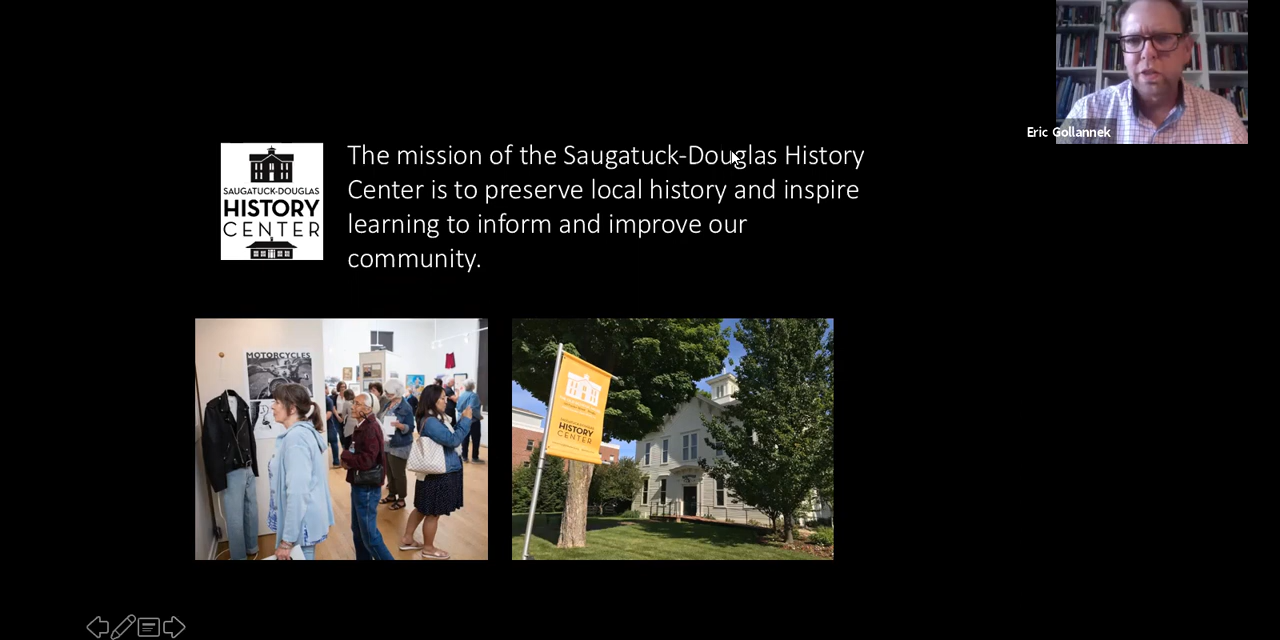 Eric Gollannek
The mission of the Saugatuck-Douglas History
Center is to preserve local history and inspire
learning to inform and improve our
community.
SAUGATUCK-DOUGLAS
HISTORY
CENTER
MOTORCYCLES
HISTORY
CENTER